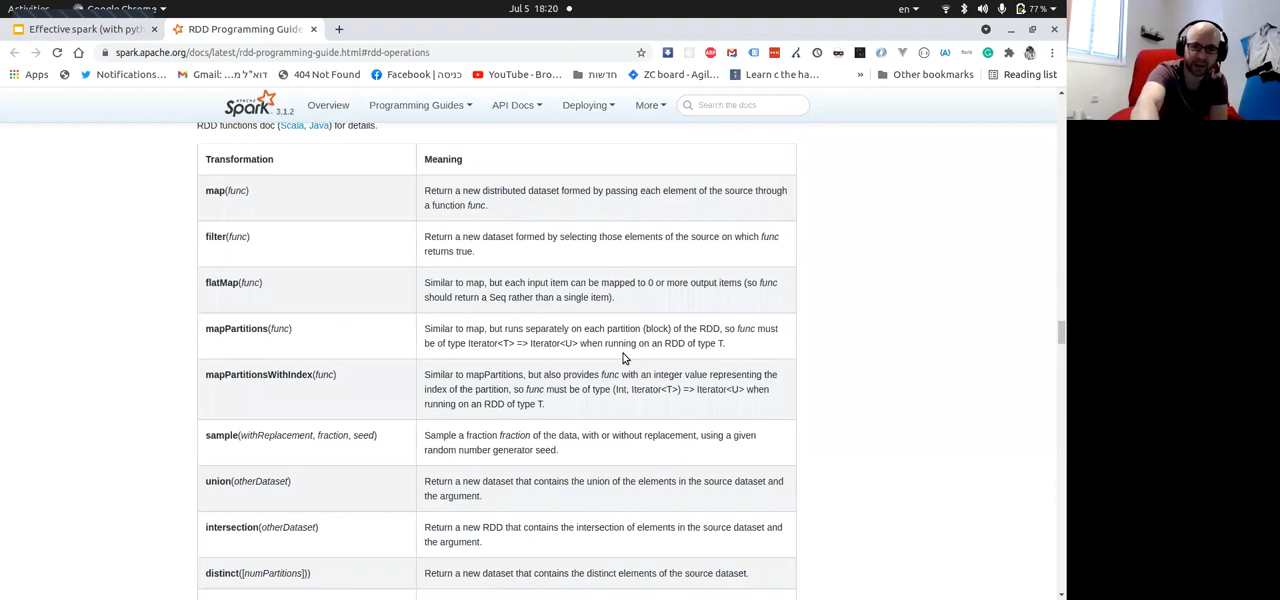 Activities Google Chrome Jul 5 18:20 en 77 %
Effective spark (with pyth RDD Programming Guide
spark.apache.org/docs/latest/rdd-programming-guide.html#rdd-operations
Apps Notifications... Gmail: דוא"ל מ... 404 Not Found Facebook | כניסה YouTube - Bro... חדשות ZC board - Agil... Learn c the ha... » Other bookmarks Reading list
APACHE Spark 3.1.2 Overview Programming Guides API Docs Deploying More Search the docs
RDD functions doc (Scala, Java) for details.
Transformation Meaning
map(func) Return a new distributed dataset formed by passing each element of the source through
a function func.
filter(func) Return a new dataset formed by selecting those elements of the source on which func
returns true.
flatMap(func) Similar to map, but each input item can be mapped to 0 or more output items (so func
should return a Seq rather than a single item).
mapPartitions(func) Similar to map, but runs separately on each partition (block) of the RDD, so func must
be of type Iterator<T> => Iterator<U> when running on an RDD of type T.
mapPartitionsWithIndex(func) Similar to mapPartitions, but also provides func with an integer value representing the
index of the partition, so func must be of type (Int, Iterator<T>) => Iterator<U> when
running on an RDD of type T.
sample(withReplacement, fraction, seed) Sample a fraction fraction of the data, with or without replacement, using a given
random number generator seed.
union(otherDataset) Return a new dataset that contains the union of the elements in the source dataset and
the argument.
intersection(otherDataset) Return a new RDD that contains the intersection of elements in the source dataset and
the argument.
distinct([numPartitions])) Return a new dataset that contains the distinct elements of the source dataset.